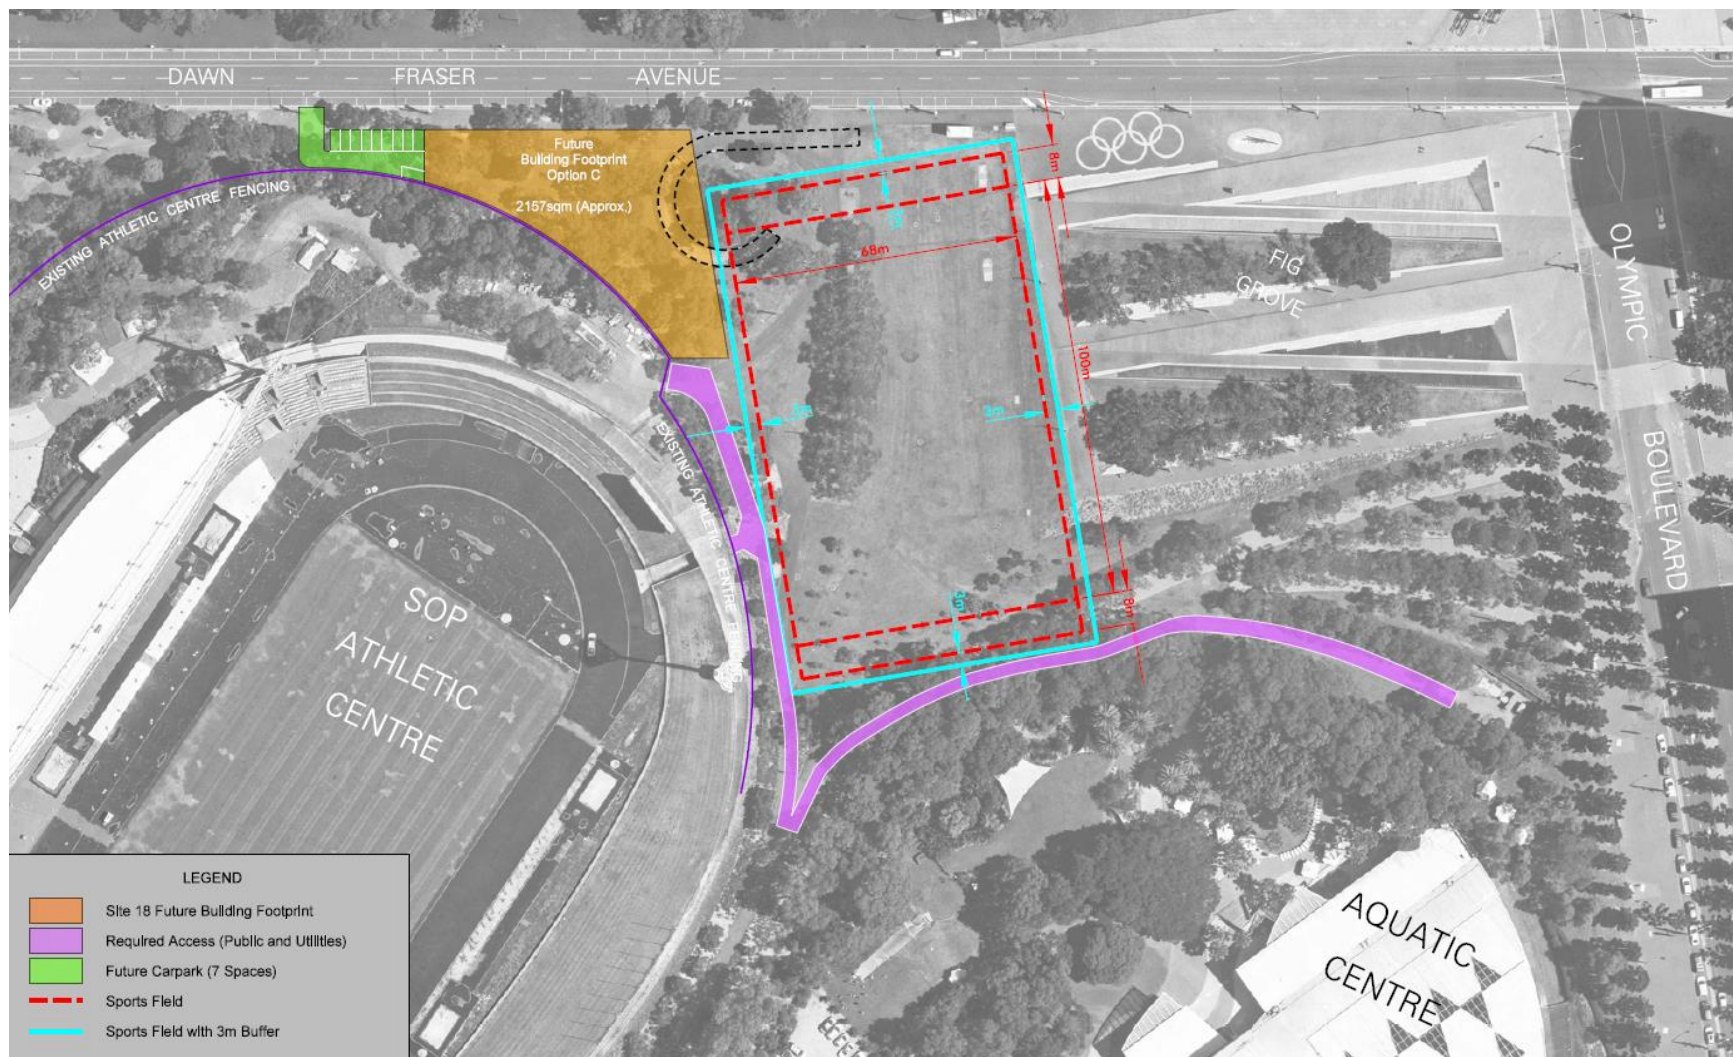 DAWN FRASER AVENUE
Future
Building Footprint
Option C
2157sqm (Approx.)
EXISTING ATHLETIC CENTRE FENCING
8m
68m
FIG
GROVE
OLYMPIC
BOULEVARD
100m
3m
EXISTING ATHLETIC CENTRE FENCING
3m
8m
SOP
ATHLETIC
CENTRE
AQUATIC
CENTRE
LEGEND
Site 18 Future Building Footprint
Required Access (Public and Utilities)
Future Carpark (7 Spaces)
Sports Field
Sports Field with 3m Buffer